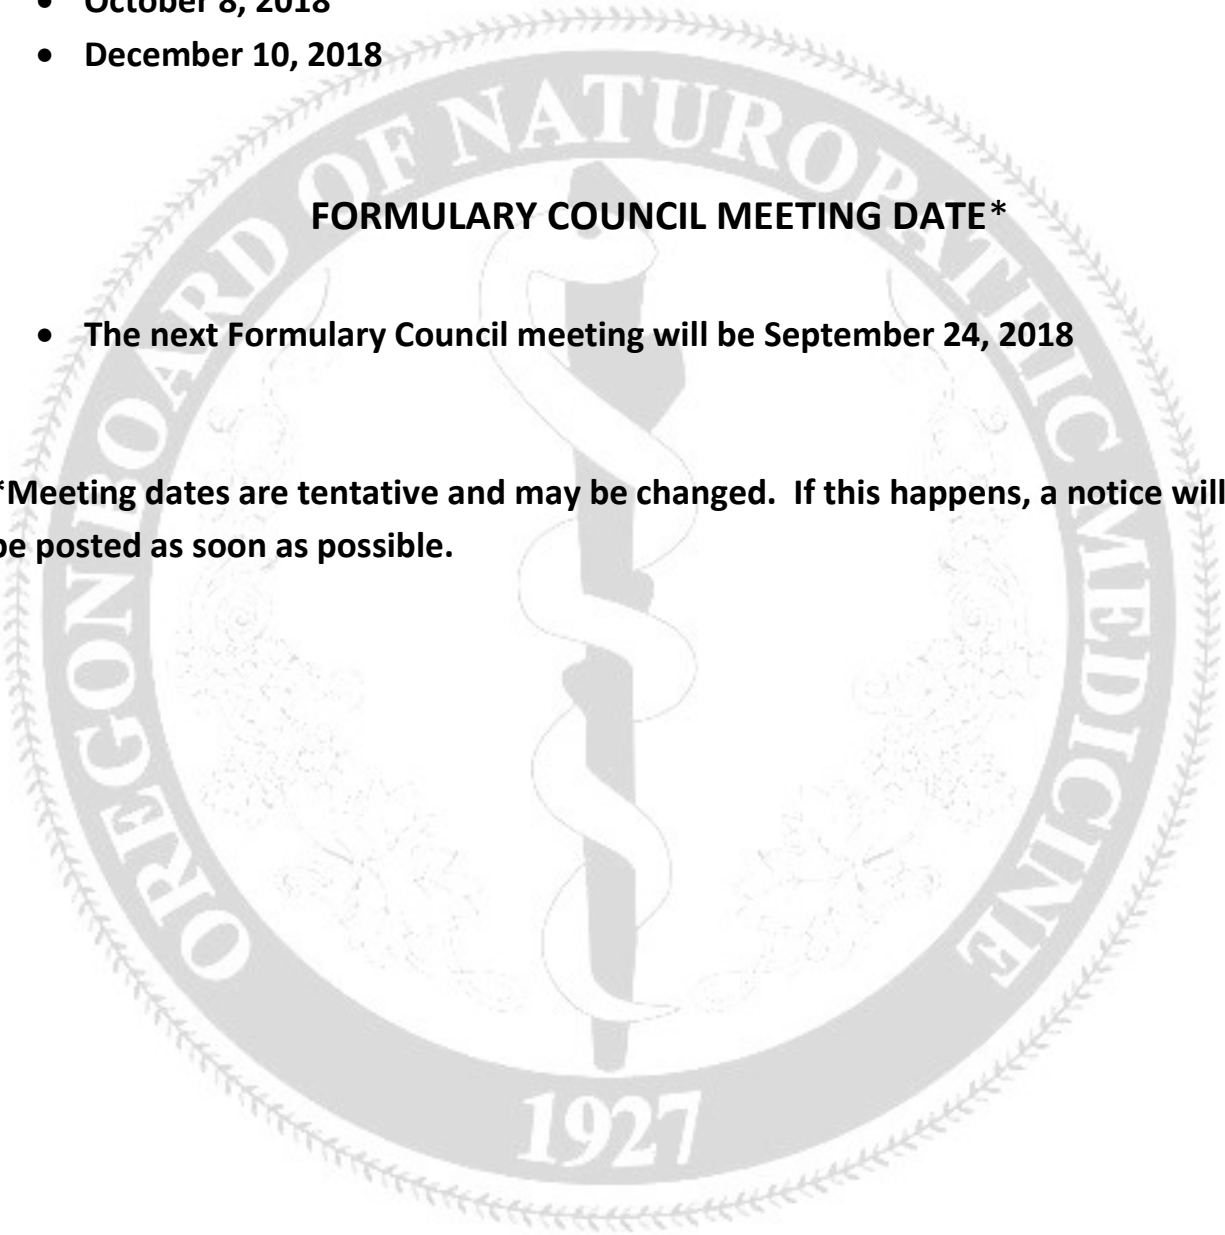 • October 8, 2018
• December 10, 2018
FORMULARY COUNCIL MEETING DATE*
• The next Formulary Council meeting will be September 24, 2018
*Meeting dates are tentative and may be changed.  If this happens, a notice will
be posted as soon as possible.
OREGON BOARD OF NATUROPATHIC MEDICINE
1927